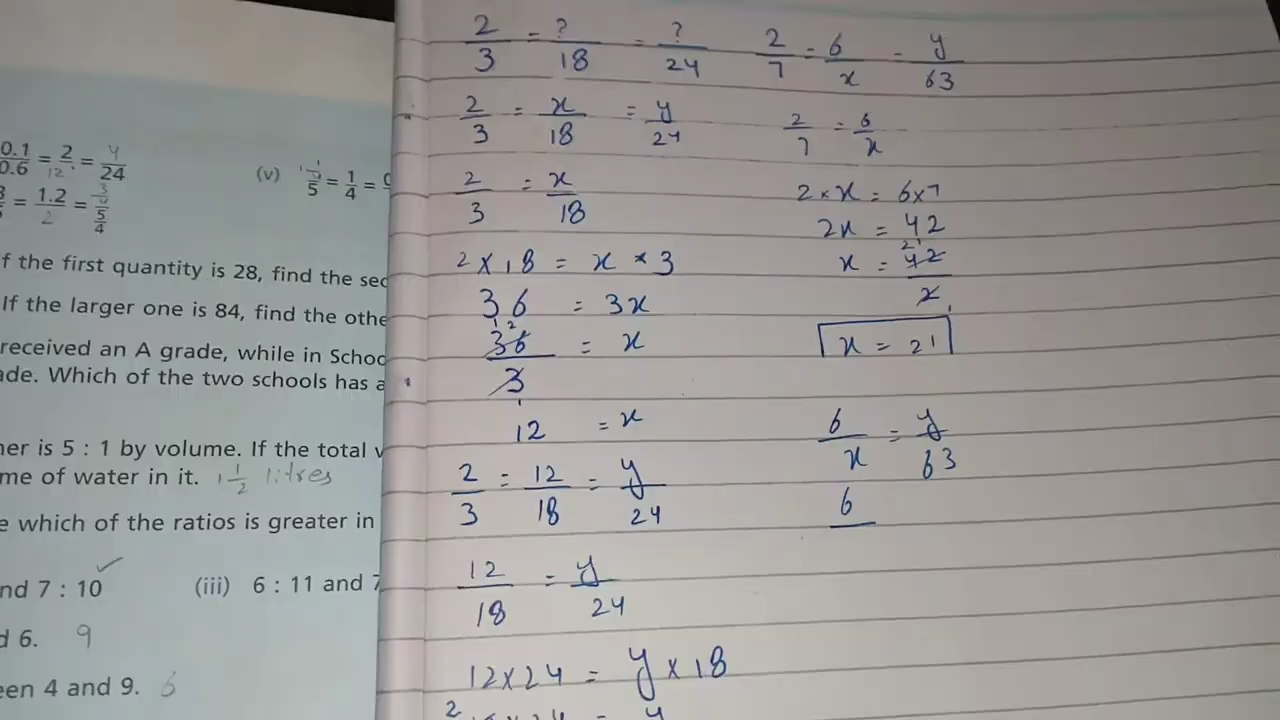 0.1/0.6 = 2/12 = 4/24
(v) /5 = 1/4 =
= 1.2/2 = 3/(5/4)
f the first quantity is 28, find the sec
If the larger one is 84, find the othe
received an A grade, while in Schoo
ade. Which of the two schools has a
ner is 5 : 1 by volume. If the total v
me of water in it. 1 1/2 litres
e which of the ratios is greater in
nd 7 : 10 ✓ (iii) 6 : 11 and 7
d 6. 9
een 4 and 9. 6
2/3 = ?/18 = ?/24
2/3 = x/18 = y/24
2/3 = x/18
2 × 18 = x × 3
36 = 3x
36/3 = x
12 = x
2/3 = 12/18 = y/24
12/18 = y/24
12×24 = y×18
2/7 = 6/x = y/63
2/7 = 6/x
2×x = 6×7
2x = 42
x = 42/2
x = 21
6/x = y/63
6